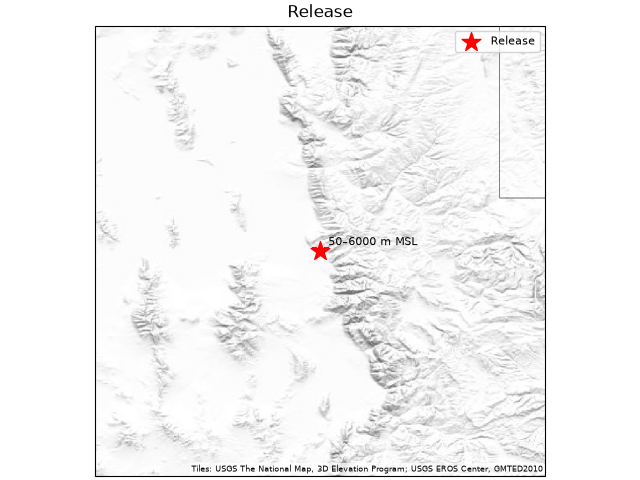 Release
Release
50–6000 m MSL
Tiles: USGS The National Map, 3D Elevation Program; USGS EROS Center, GMTED2010